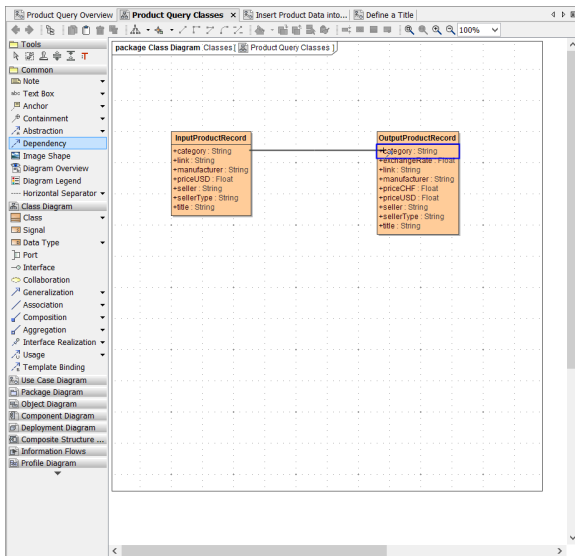 Product Query Overview
Product Query Classes
Insert Product Data into...
Define a Title
100%
Tools
Common
Note
abc Text Box
Anchor
Containment
Abstraction
Dependency
Image Shape
Diagram Overview
Diagram Legend
Horizontal Separator
Class Diagram
Class
Signal
Data Type
Port
Interface
Collaboration
Generalization
Association
Composition
Aggregation
Interface Realization
Usage
Template Binding
Use Case Diagram
Package Diagram
Object Diagram
Component Diagram
Deployment Diagram
Composite Structure ...
Information Flows
Profile Diagram
package Class Diagram Classes [ Product Query Classes ]
InputProductRecord
+category : String
+link : String
+manufacturer : String
+priceUSD : Float
+seller : String
+sellerType : String
+title : String
OutputProductRecord
+category : String
+exchangeRate : Float
+link : String
+manufacturer : String
+priceCHF : Float
+priceUSD : Float
+seller : String
+sellerType : String
+title : String